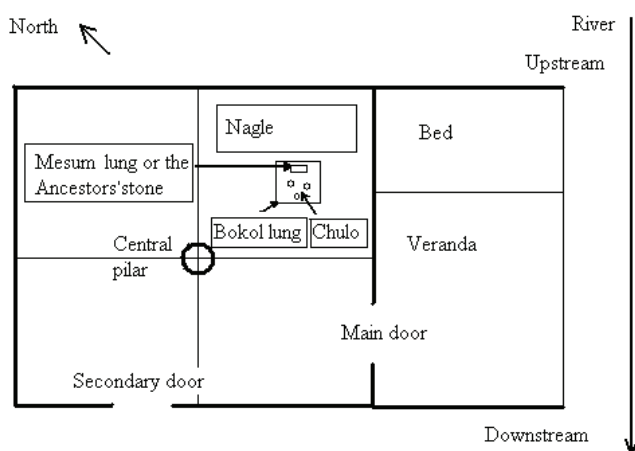 North
River
Upstream
Nagle
Bed
Mesum lung or the
Ancestors'stone
Bokol lung
Chulo
Central
pilar
Veranda
Main door
Secondary door
Downstream